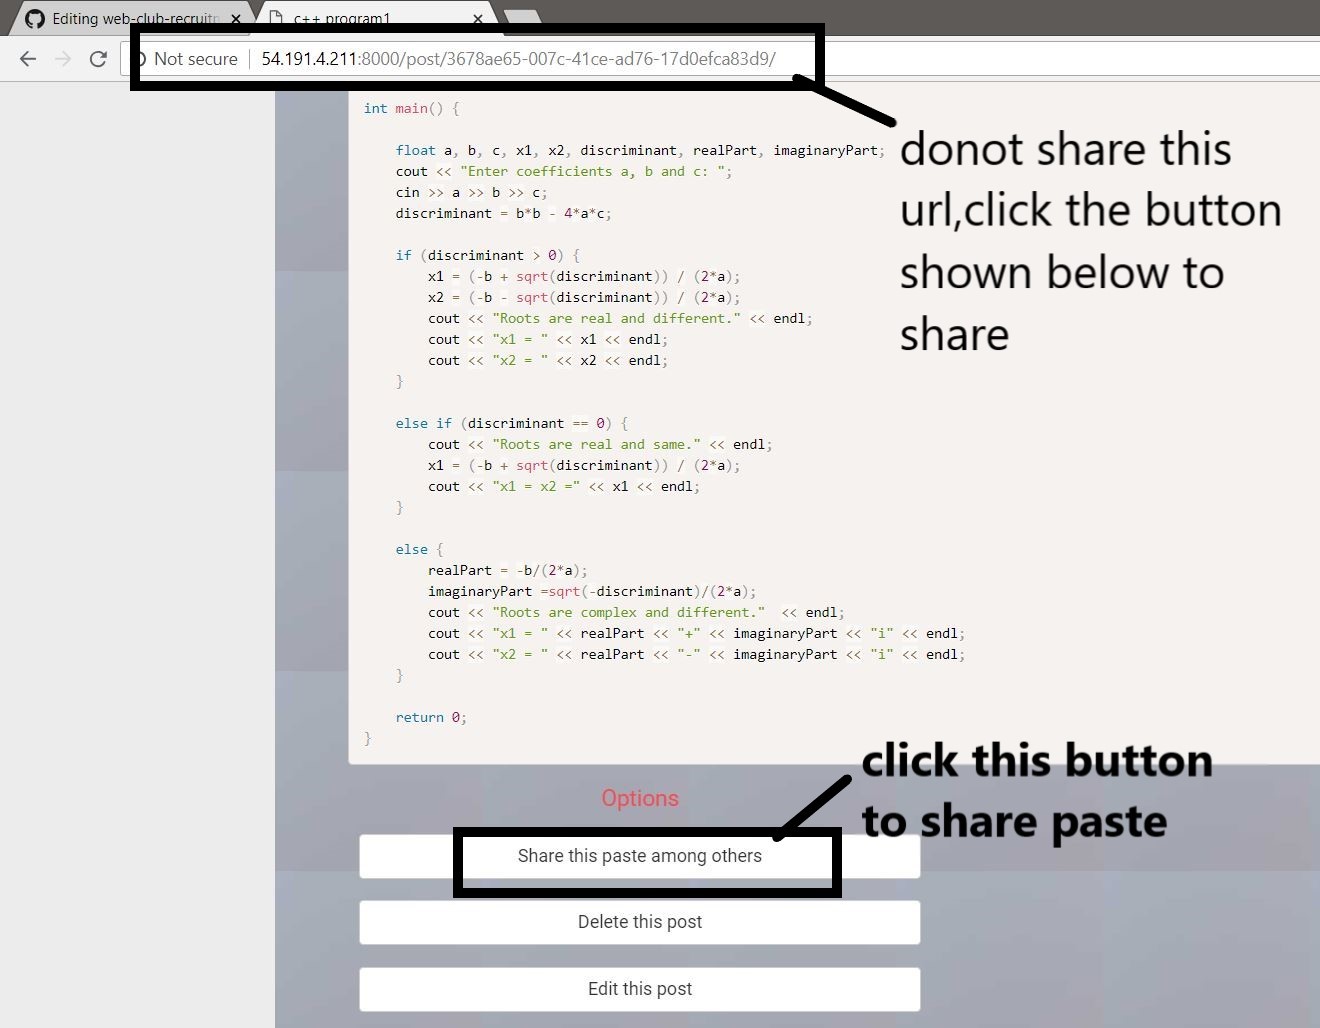 Editing web-club-recruitm
c++ program1
Not secure 54.191.4.211:8000/post/3678ae65-007c-41ce-ad76-17d0efca83d9/
int main() {
float a, b, c, x1, x2, discriminant, realPart, imaginaryPart;
cout << "Enter coefficients a, b and c: ";
cin >> a >> b >> c;
discriminant = b*b - 4*a*c;
if (discriminant > 0) {
x1 = (-b + sqrt(discriminant)) / (2*a);
x2 = (-b - sqrt(discriminant)) / (2*a);
cout << "Roots are real and different." << endl;
cout << "x1 = " << x1 << endl;
cout << "x2 = " << x2 << endl;
}
else if (discriminant == 0) {
cout << "Roots are real and same." << endl;
x1 = (-b + sqrt(discriminant)) / (2*a);
cout << "x1 = x2 =" << x1 << endl;
}
else {
realPart = -b/(2*a);
imaginaryPart =sqrt(-discriminant)/(2*a);
cout << "Roots are complex and different."  << endl;
cout << "x1 = " << realPart << "+" << imaginaryPart << "i" << endl;
cout << "x2 = " << realPart << "-" << imaginaryPart << "i" << endl;
}
return 0;
}
donot share this
url,click the button
shown below to
share
click this button
to share paste
Options
Share this paste among others
Delete this post
Edit this post